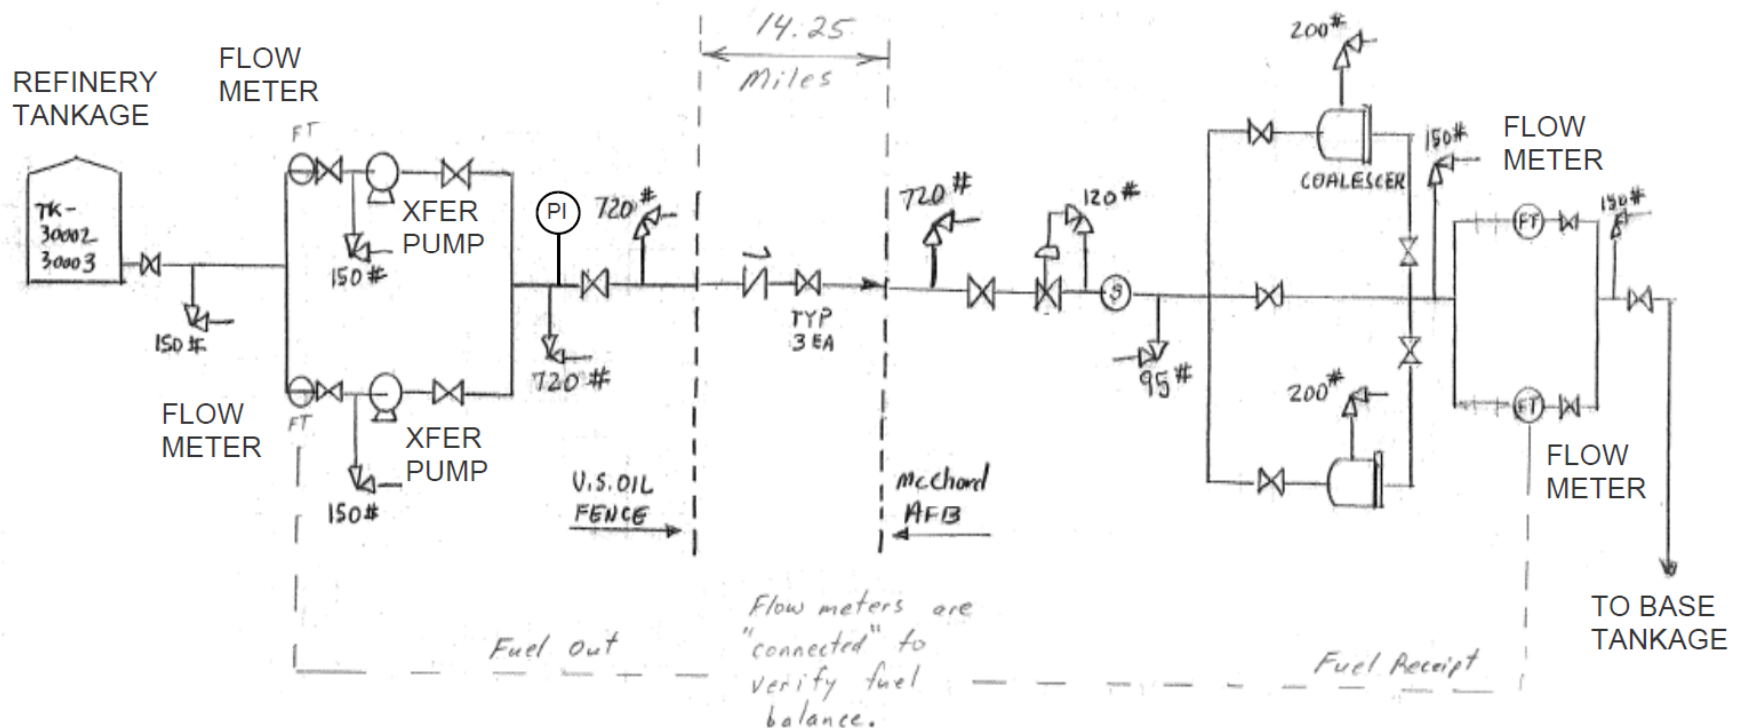 14.25
Miles
REFINERY
TANKAGE
FLOW
METER
FT
TK-
30002
30003
150#
XFER
PUMP
150#
FLOW
METER
FT
XFER
PUMP
150#
PI
720#
720#
U.S. OIL
FENCE
TYP
3 EA
720#
120#
S
95#
McChord
AFB
200#
COALESCER
150#
FLOW
METER
FT
150#
200#
FT
FLOW
METER
TO BASE
TANKAGE
Fuel Out
Flow meters are
"connected" to
verify fuel
balance.
Fuel Receipt